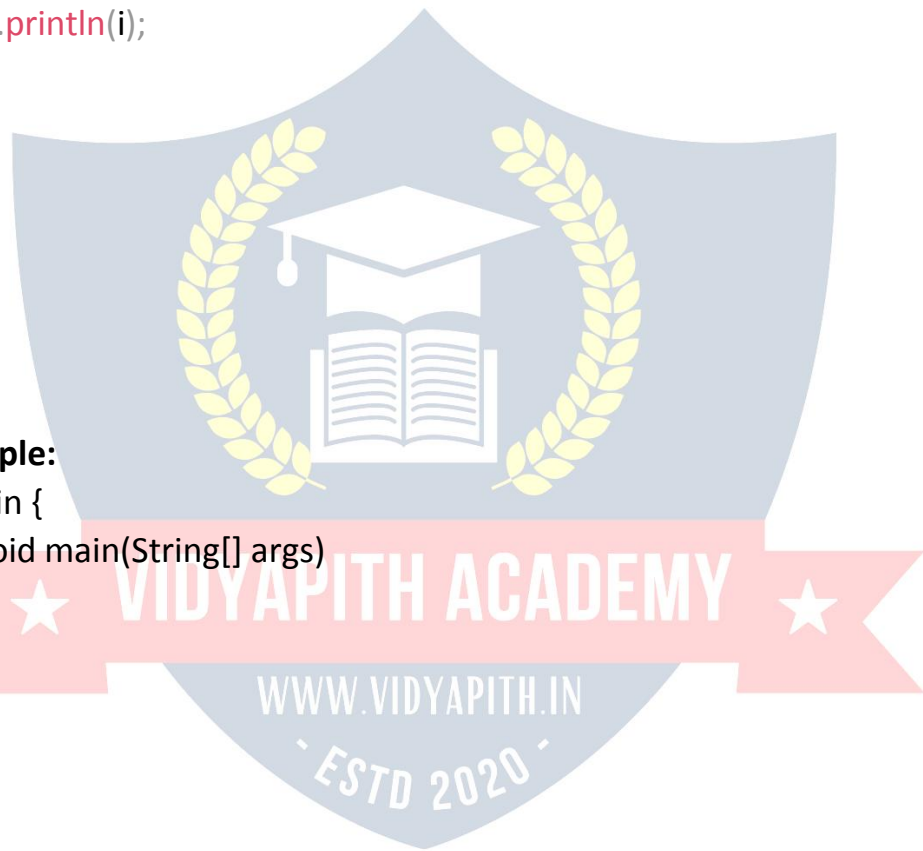 .println(i);
ple:
in {
oid main(String[] args)
VIDYAPITH ACADEMY
WWW.VIDYAPITH.IN
- ESTD 2020 -